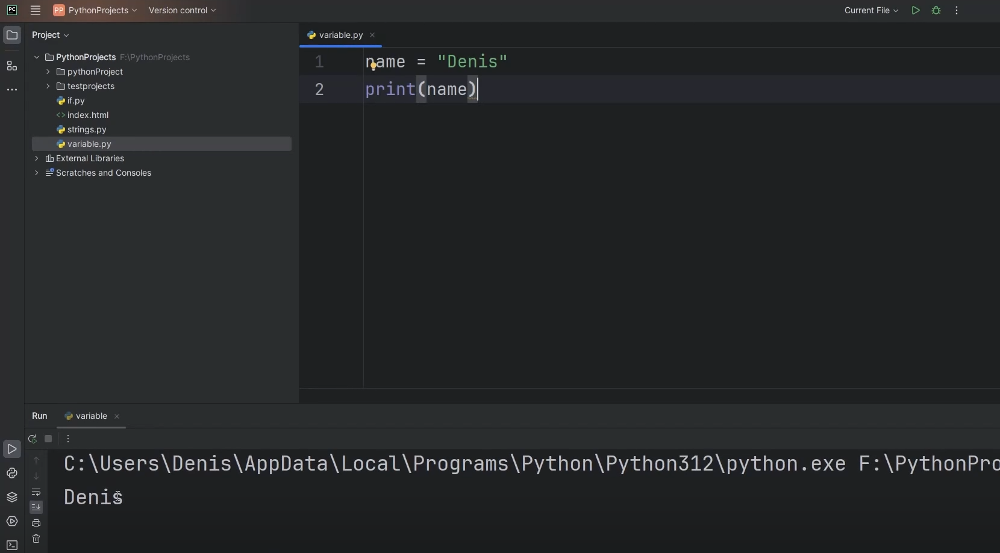 PC PP PythonProjects Version control Current File
Project
variable.py
PythonProjects F:\PythonProjects
pythonProject
testprojects
if.py
<> index.html
strings.py
variable.py
External Libraries
Scratches and Consoles
1 name = "Denis"
2 print(name)
Run variable
C:\Users\Denis\AppData\Local\Programs\Python\Python312\python.exe F:\PythonPro
Denis